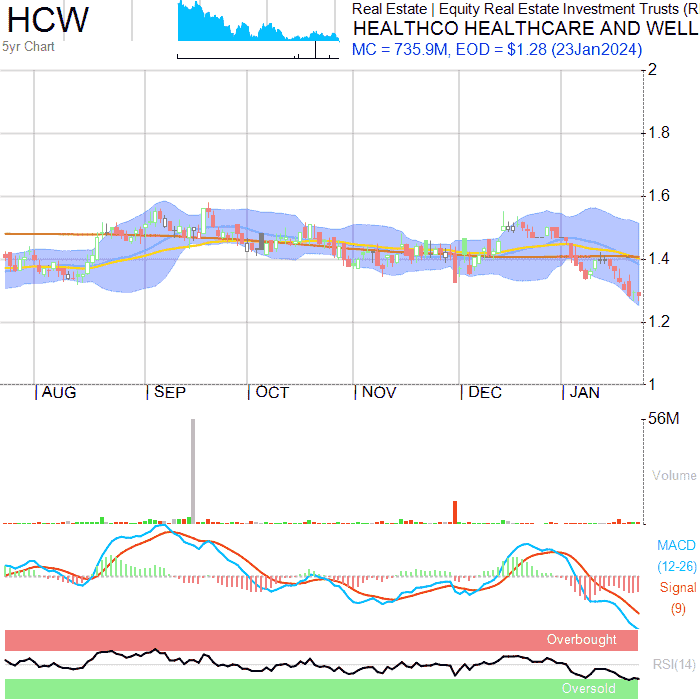 HCW
5yr Chart
Real Estate | Equity Real Estate Investment Trusts (R
HEALTHCO HEALTHCARE AND WELL
MC = 735.9M, EOD = $1.28 (23Jan2024)
2
1.8
1.6
1.4
1.2
1
|AUG |SEP |OCT |NOV |DEC |JAN
56M
Volume
MACD
(12-26)
Signal
(9)
Overbought
RSI(14)
Oversold